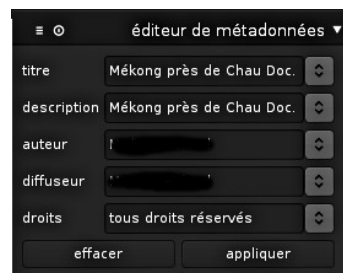 éditeur de métadonnées
titre Mékong près de Chau Doc.
description Mékong près de Chau Doc.
auteur
diffuseur
droits tous droits réservés
effacer appliquer